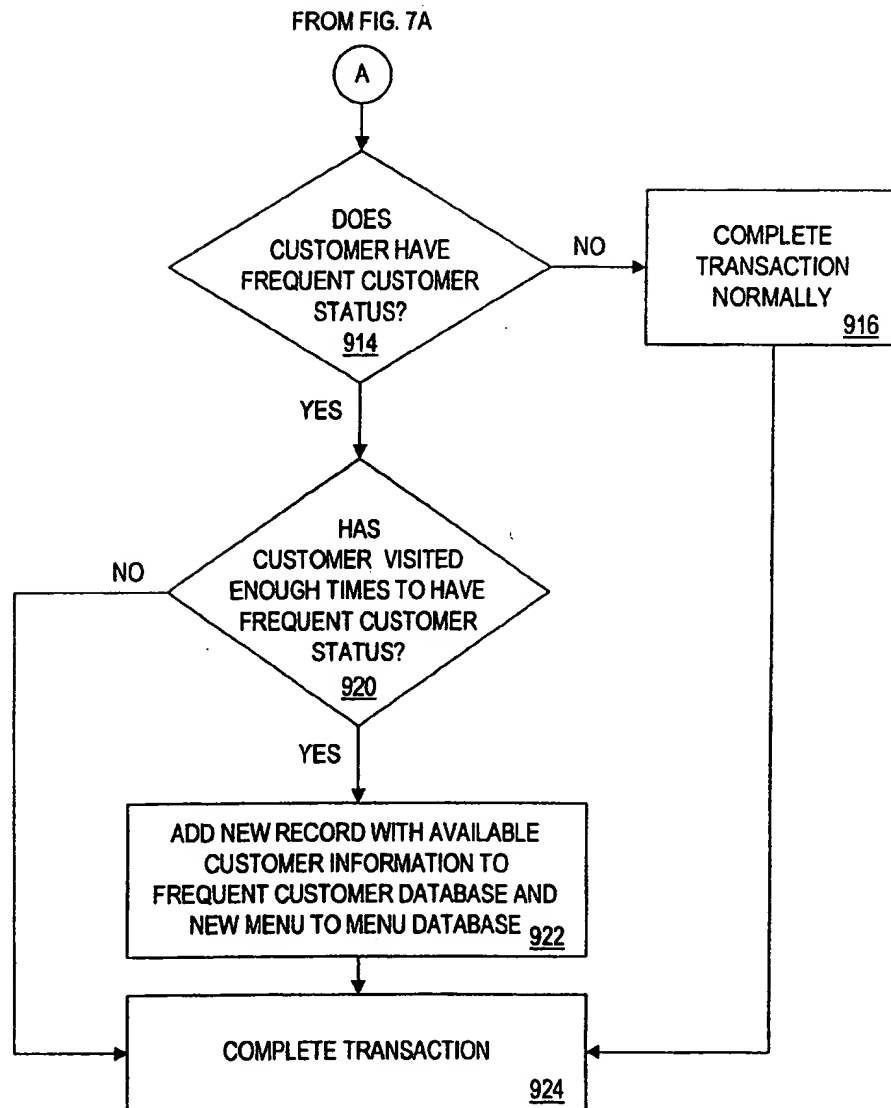 FROM FIG. 7A
A
DOES
CUSTOMER HAVE
FREQUENT CUSTOMER
STATUS?
914
NO
COMPLETE
TRANSACTION
NORMALLY
916
YES
HAS
CUSTOMER VISITED
ENOUGH TIMES TO HAVE
FREQUENT CUSTOMER
STATUS?
920
NO
YES
ADD NEW RECORD WITH AVAILABLE
CUSTOMER INFORMATION TO
FREQUENT CUSTOMER DATABASE AND
NEW MENU TO MENU DATABASE
922
COMPLETE TRANSACTION
924